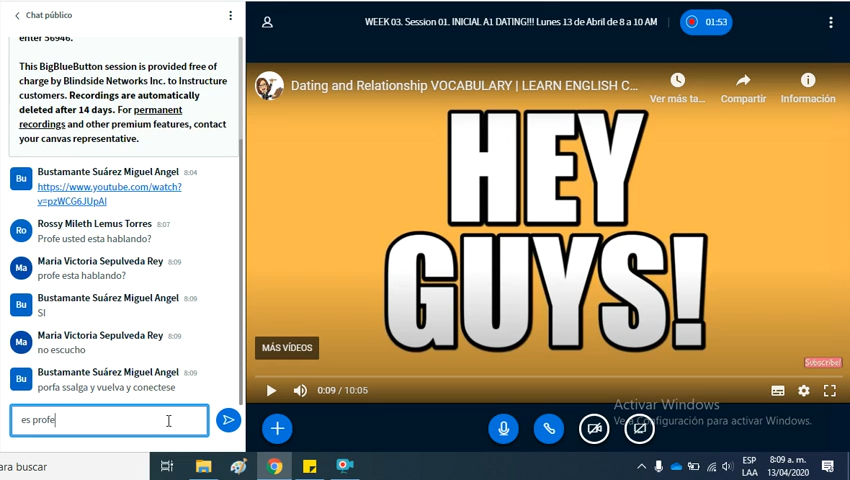 Chat público
enter 56946.
This BigBlueButton session is provided free of
charge by Blindside Networks Inc. to Instructure
customers. Recordings are automatically
deleted after 14 days. For permanent
recordings and other premium features, contact
your canvas representative.
Bu
Bustamante Suárez Miguel Angel 8:04
https://www.youtube.com/watch?
v=pzWCG6JUpAI
Ro
Rossy Mileth Lemus Torres 8:07
Profe usted esta hablando?
Ma
Maria Victoria Sepulveda Rey 8:09
profe esta hablando?
Bu
Bustamante Suárez Miguel Angel 8:09
SI
Ma
Maria Victoria Sepulveda Rey 8:09
no escucho
Bu
Bustamante Suárez Miguel Angel 8:09
porfa ssalga y vuelva y conectese
es profe
WEEK 03. Session 01. INICIAL A1 DATING!!! Lunes 13 de Abril de 8 a 10 AM
01:53
Dating and Relationship VOCABULARY | LEARN ENGLISH C...
Ver más ta...
Compartir
Información
HEY
GUYS!
MÁS VÍDEOS
Subscribe!
0:09 / 10:05
Activar Windows
Ve a Configuración para activar Windows.
ara buscar
ESP
LAA
8:09 a. m.
13/04/2020